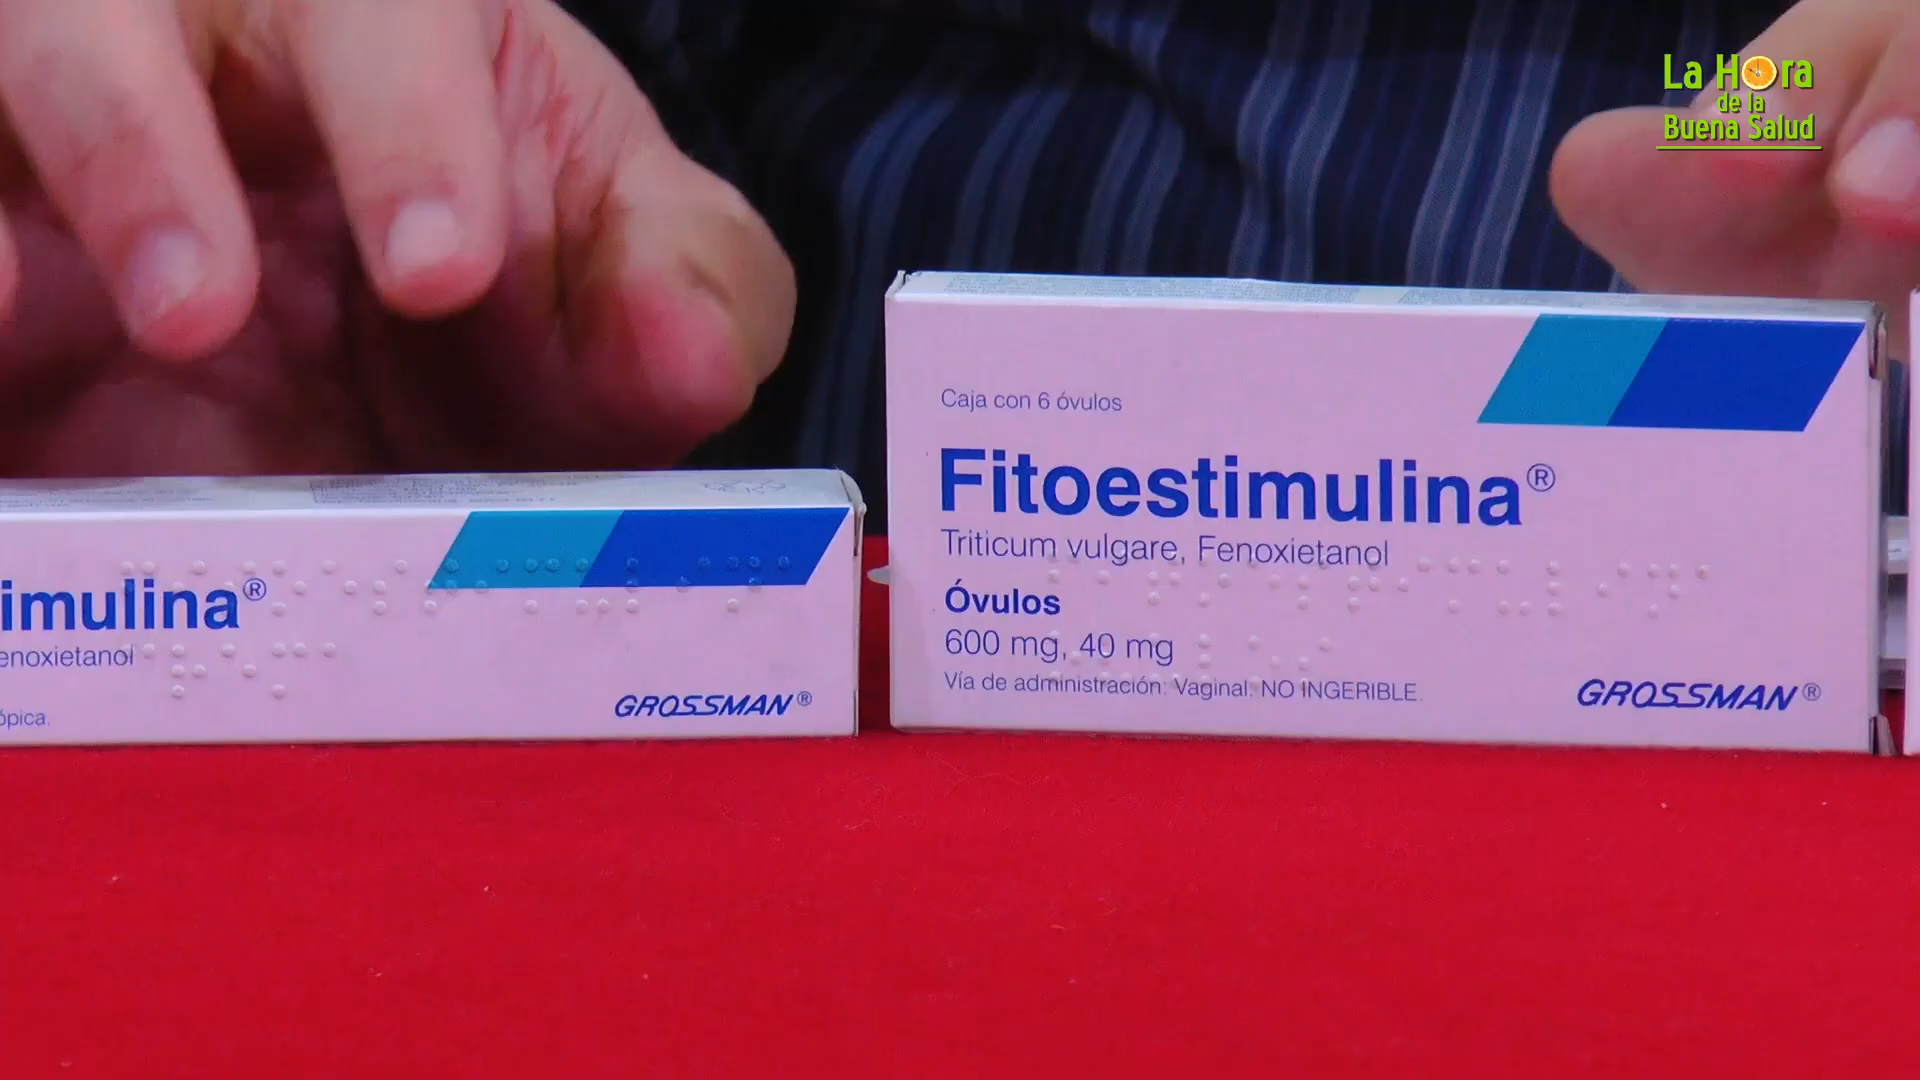 La Hora
de la
Buena Salud
imulina®
enoxietanol
ópica.
GROSSMAN®
Caja con 6 óvulos
Fitoestimulina®
Triticum vulgare, Fenoxietanol
Óvulos
600 mg, 40 mg
Vía de administración: Vaginal. NO INGERIBLE.
GROSSMAN®